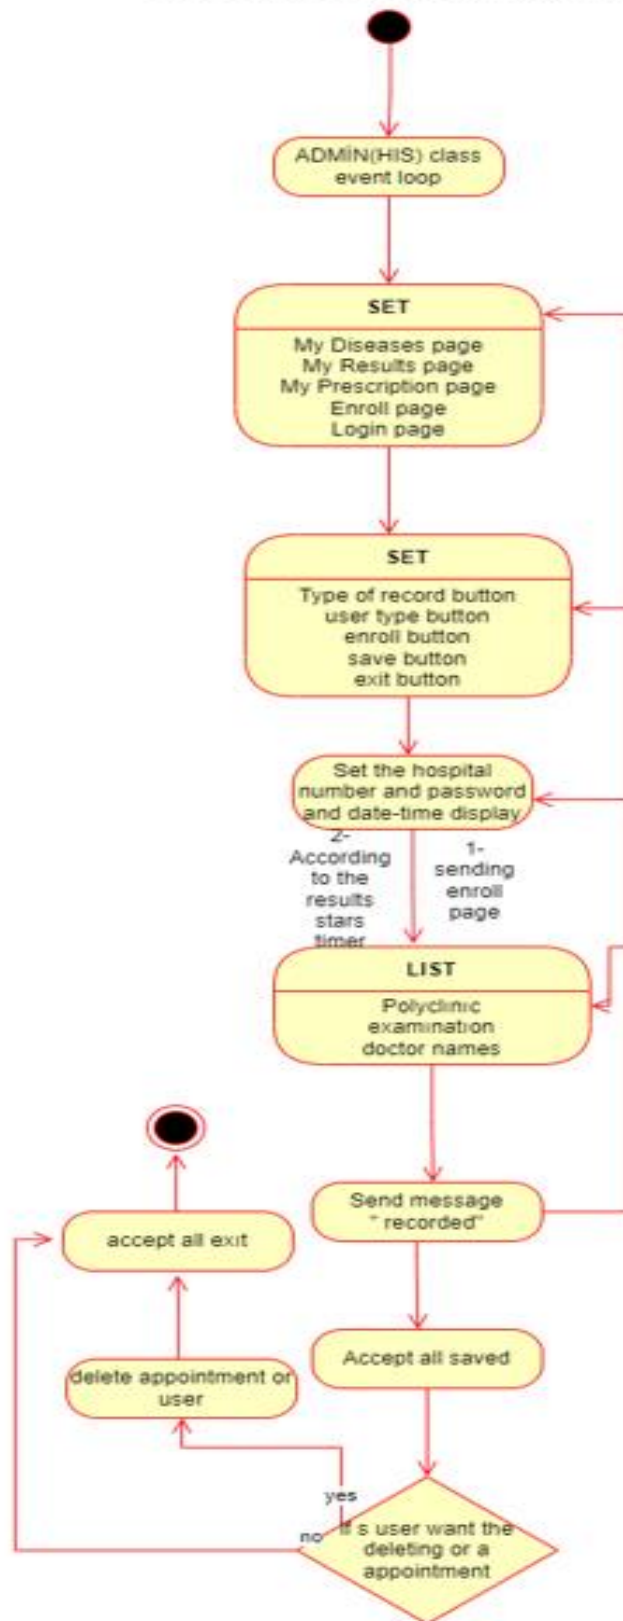 ADMİN(HIS) class
event loop
SET
My Diseases page
My Results page
My Prescription page
Enroll page
Login page
SET
Type of record button
user type button
enroll button
save button
exit button
Set the hospital
number and password
and date-time display
2-
According
to the
results
stars
timer
1-
sending
enroll
page
LIST
Polyclinic
examination
doctor names
Send message
" recorded"
Accept all saved
accept all exit
delete appointment or
user
yes
no
If s user want the
deleting or a
appointment